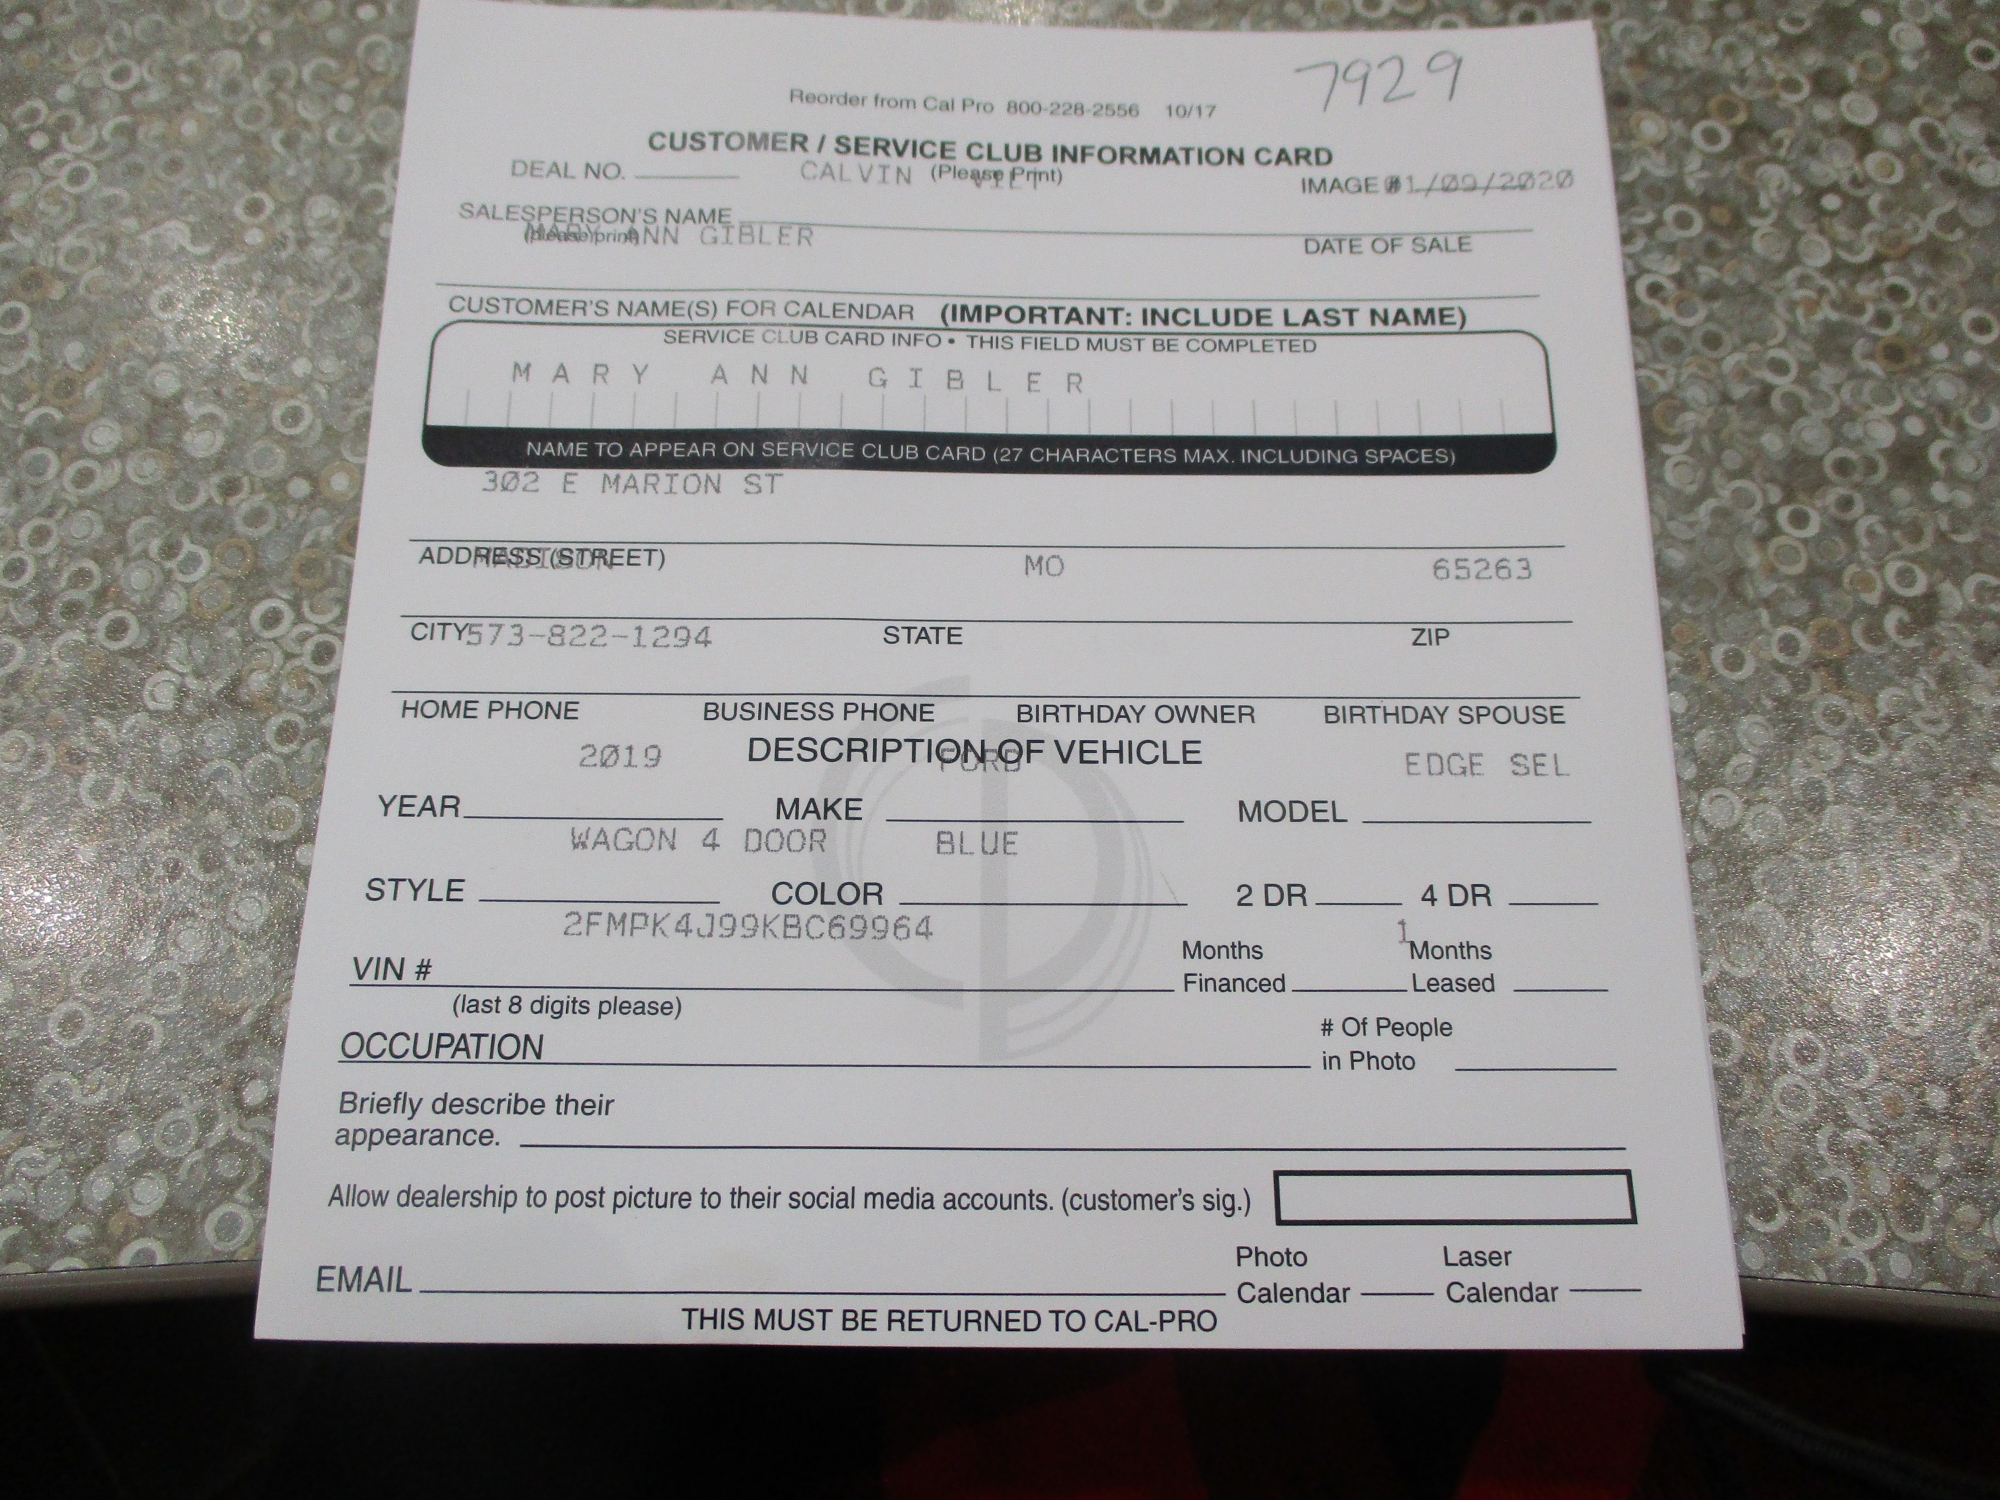 7929
Reorder from Cal Pro 800-228-2556 10/17
CUSTOMER / SERVICE CLUB INFORMATION CARD
DEAL NO. CALVIN (Please Print) IMAGE # 01/09/2020
SALESPERSON'S NAME
(please print) MARY ANN GIBLER DATE OF SALE
CUSTOMER'S NAME(S) FOR CALENDAR (IMPORTANT: INCLUDE LAST NAME)
SERVICE CLUB CARD INFO • THIS FIELD MUST BE COMPLETED
MARY ANN GIBLER
NAME TO APPEAR ON SERVICE CLUB CARD (27 CHARACTERS MAX. INCLUDING SPACES)
302 E MARION ST
ADDRESS (STREET) MADISON MO 65263
CITY 573-822-1294 STATE ZIP
HOME PHONE BUSINESS PHONE BIRTHDAY OWNER BIRTHDAY SPOUSE
2019 DESCRIPTION OF VEHICLE FORD EDGE SEL
YEAR MAKE MODEL
WAGON 4 DOOR BLUE
STYLE COLOR 2 DR 4 DR
2FMPK4J99KBC69964 1
VIN # Months Financed Months Leased
(last 8 digits please)
OCCUPATION # Of People in Photo
Briefly describe their
appearance.
Allow dealership to post picture to their social media accounts. (customer's sig.)
EMAIL Photo Calendar Laser Calendar
THIS MUST BE RETURNED TO CAL-PRO